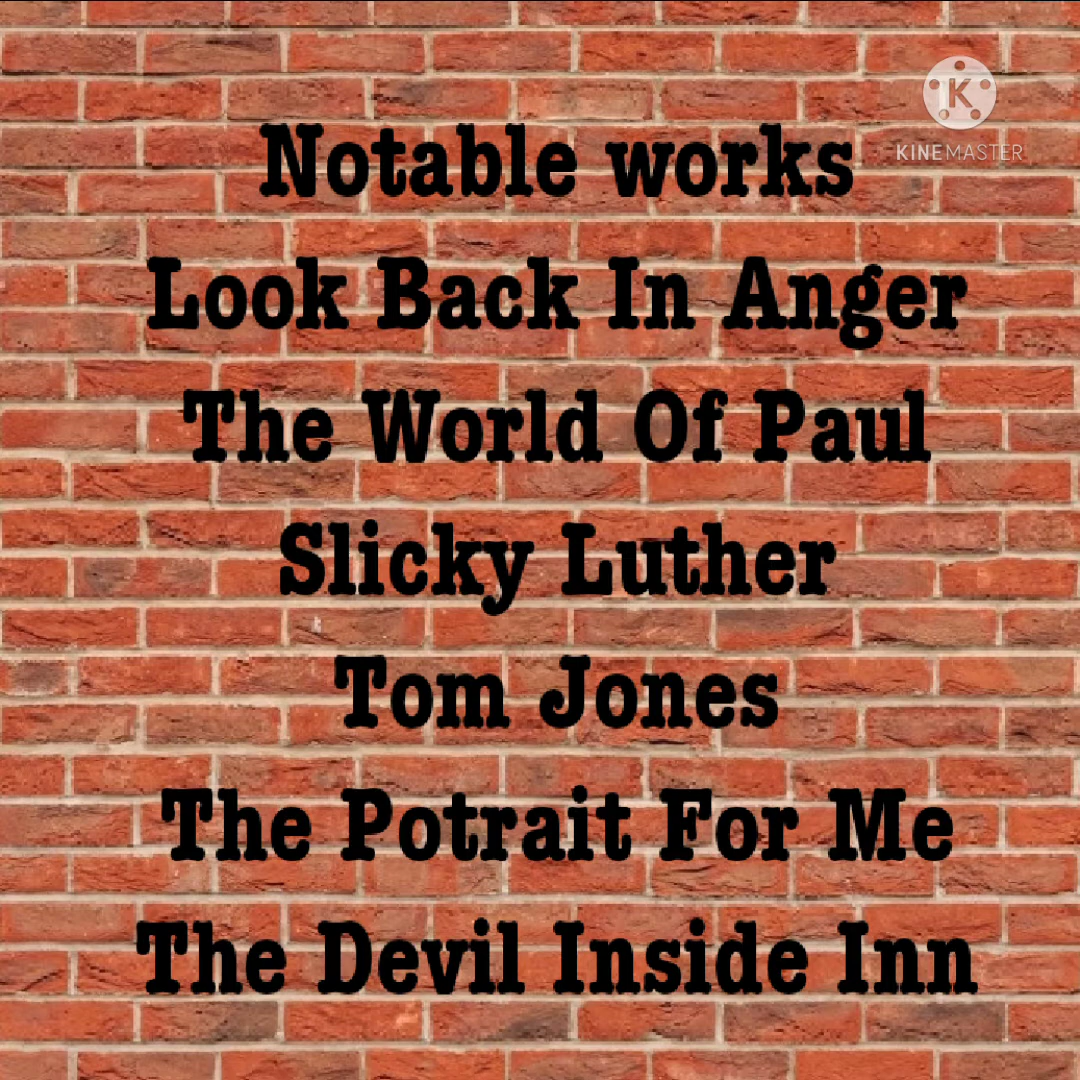 KINEMASTER
Notable works
Look Back In Anger
The World Of Paul
Slicky Luther
Tom Jones
The Potrait For Me
The Devil Inside Inn